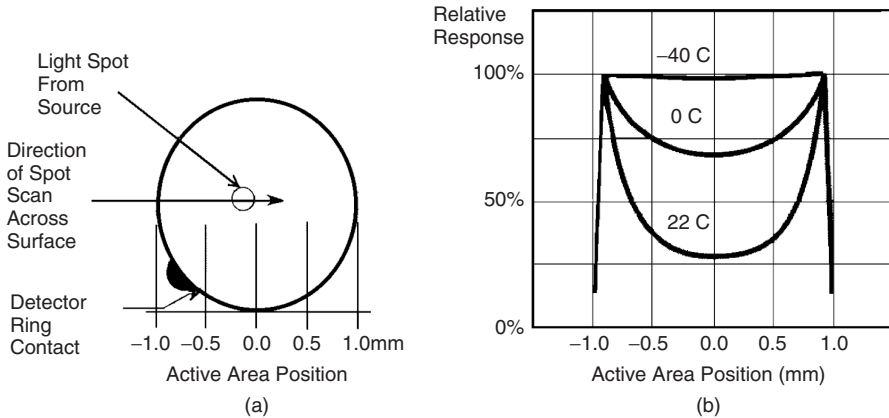 Light Spot
From
Source
Direction
of Spot
Scan
Across
Surface
Detector
Ring
Contact
−1.0 −0.5 0.0 0.5 1.0mm
Active Area Position
(a)
Relative
Response
100%
50%
0%
−40 C
0 C
22 C
−1.0 −0.5 0.0 0.5 1.0
Active Area Position (mm)
(b)